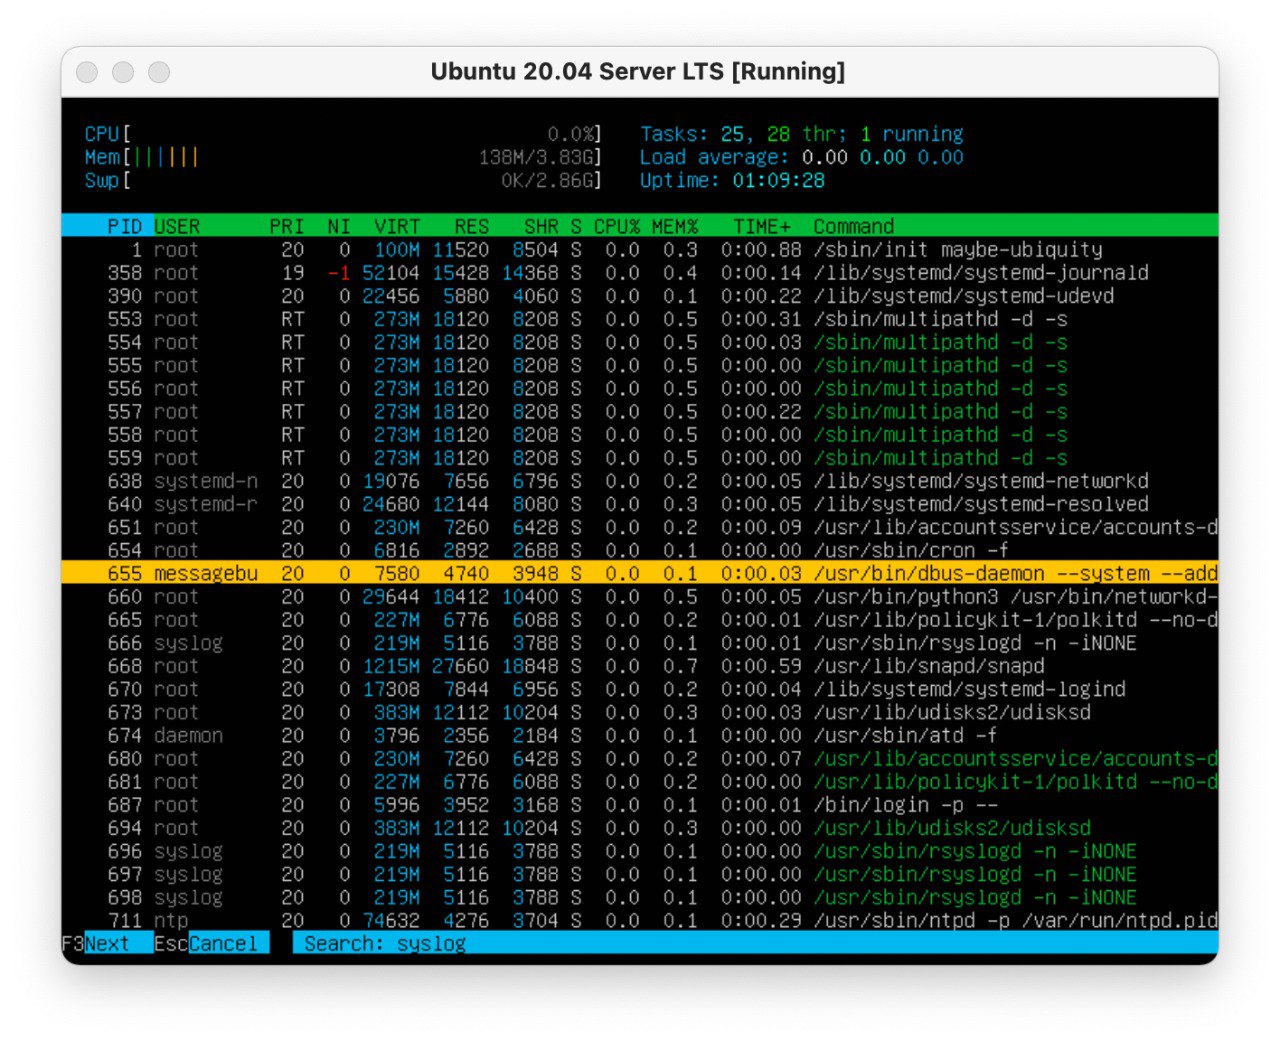 Ubuntu 20.04 Server LTS [Running]
CPU[ 0.0%] Tasks: 25, 28 thr; 1 running
Mem[|||||| 138M/3.83G] Load average: 0.00 0.00 0.00
Swp[ 0K/2.86G] Uptime: 01:09:28
PID USER PRI NI VIRT RES SHR S CPU% MEM% TIME+ Command
1 root 20 0 100M 11520 8504 S 0.0 0.3 0:00.88 /sbin/init maybe-ubiquity
358 root 19 -1 52104 15428 14368 S 0.0 0.4 0:00.14 /lib/systemd/systemd-journald
390 root 20 0 22456 5880 4060 S 0.0 0.1 0:00.22 /lib/systemd/systemd-udevd
553 root RT 0 273M 18120 8208 S 0.0 0.5 0:00.31 /sbin/multipathd -d -s
554 root RT 0 273M 18120 8208 S 0.0 0.5 0:00.03 /sbin/multipathd -d -s
555 root RT 0 273M 18120 8208 S 0.0 0.5 0:00.00 /sbin/multipathd -d -s
556 root RT 0 273M 18120 8208 S 0.0 0.5 0:00.00 /sbin/multipathd -d -s
557 root RT 0 273M 18120 8208 S 0.0 0.5 0:00.22 /sbin/multipathd -d -s
558 root RT 0 273M 18120 8208 S 0.0 0.5 0:00.00 /sbin/multipathd -d -s
559 root RT 0 273M 18120 8208 S 0.0 0.5 0:00.00 /sbin/multipathd -d -s
638 systemd-n 20 0 19076 7656 6796 S 0.0 0.2 0:00.05 /lib/systemd/systemd-networkd
640 systemd-r 20 0 24680 12144 8080 S 0.0 0.3 0:00.05 /lib/systemd/systemd-resolved
651 root 20 0 230M 7260 6428 S 0.0 0.2 0:00.09 /usr/lib/accountsservice/accounts-d
654 root 20 0 6816 2892 2688 S 0.0 0.1 0:00.00 /usr/sbin/cron -f
655 messagebu 20 0 7580 4740 3948 S 0.0 0.1 0:00.03 /usr/bin/dbus-daemon --system --add
660 root 20 0 29644 18412 10400 S 0.0 0.5 0:00.05 /usr/bin/python3 /usr/bin/networkd-
665 root 20 0 227M 6776 6088 S 0.0 0.2 0:00.01 /usr/lib/policykit-1/polkitd --no-d
666 syslog 20 0 219M 5116 3788 S 0.0 0.1 0:00.01 /usr/sbin/rsyslogd -n -iNONE
668 root 20 0 1215M 27660 18848 S 0.0 0.7 0:00.59 /usr/lib/snapd/snapd
670 root 20 0 17308 7844 6956 S 0.0 0.2 0:00.04 /lib/systemd/systemd-logind
673 root 20 0 383M 12112 10204 S 0.0 0.3 0:00.03 /usr/lib/udisks2/udisksd
674 daemon 20 0 3796 2356 2184 S 0.0 0.1 0:00.00 /usr/sbin/atd -f
680 root 20 0 230M 7260 6428 S 0.0 0.2 0:00.07 /usr/lib/accountsservice/accounts-d
681 root 20 0 227M 6776 6088 S 0.0 0.2 0:00.00 /usr/lib/policykit-1/polkitd --no-d
687 root 20 0 5996 3952 3168 S 0.0 0.1 0:00.01 /bin/login -p --
694 root 20 0 383M 12112 10204 S 0.0 0.3 0:00.00 /usr/lib/udisks2/udisksd
696 syslog 20 0 219M 5116 3788 S 0.0 0.1 0:00.00 /usr/sbin/rsyslogd -n -iNONE
697 syslog 20 0 219M 5116 3788 S 0.0 0.1 0:00.00 /usr/sbin/rsyslogd -n -iNONE
698 syslog 20 0 219M 5116 3788 S 0.0 0.1 0:00.00 /usr/sbin/rsyslogd -n -iNONE
711 ntp 20 0 74632 4276 3704 S 0.0 0.1 0:00.29 /usr/sbin/ntpd -p /var/run/ntpd.pid
F3Next EscCancel Search: syslog